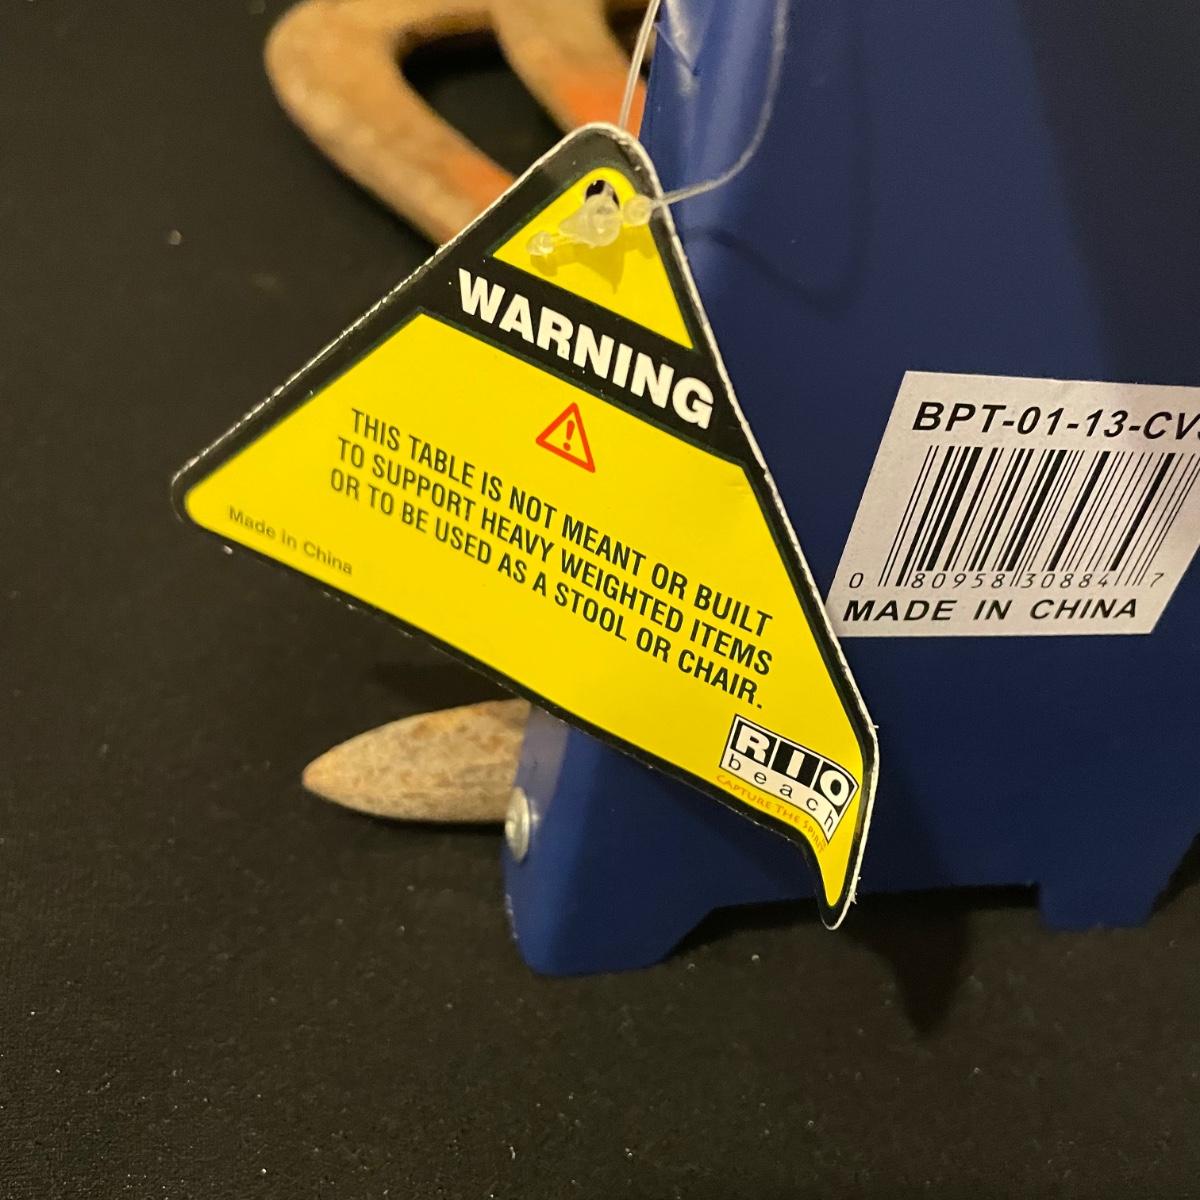 WARNING
THIS TABLE IS NOT MEANT OR BUILT
TO SUPPORT HEAVY WEIGHTED ITEMS
OR TO BE USED AS A STOOL OR CHAIR.
Made in China
RIO
beach
CAPTURE THE SPIRIT
BPT-01-13-CV
0 80958 30884 7
MADE IN CHINA